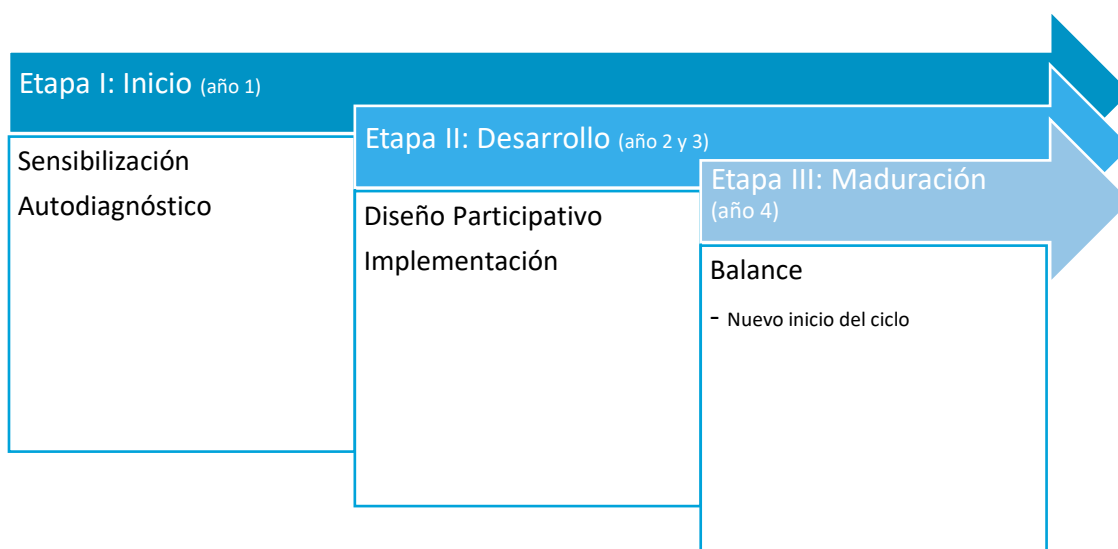 Etapa I: Inicio (año 1)
Sensibilización
Autodiagnóstico
Etapa II: Desarrollo (año 2 y 3)
Diseño Participativo
Implementación
Etapa III: Maduración
(año 4)
Balance
- Nuevo inicio del ciclo